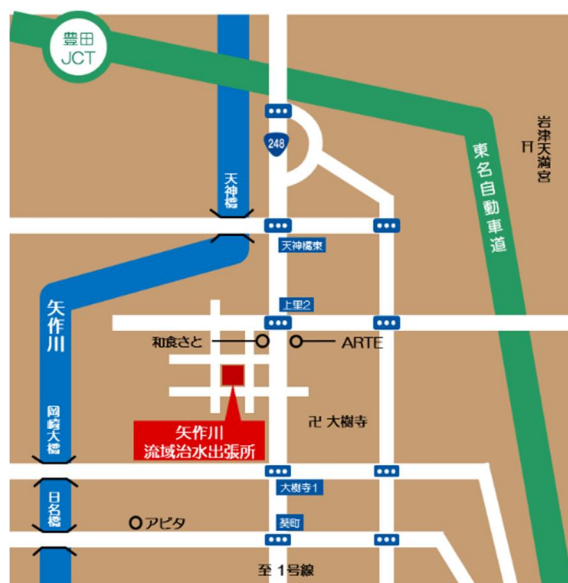 豊田
JCT
248
岩津天満宮
東名自動車道
天神橋
天神橋東
矢作川
上里2
和食さと
ARTE
岡崎大橋
矢作川
流域治水出張所
卍 大樹寺
大樹寺1
日名橋
アピタ
葵町
至 1号線